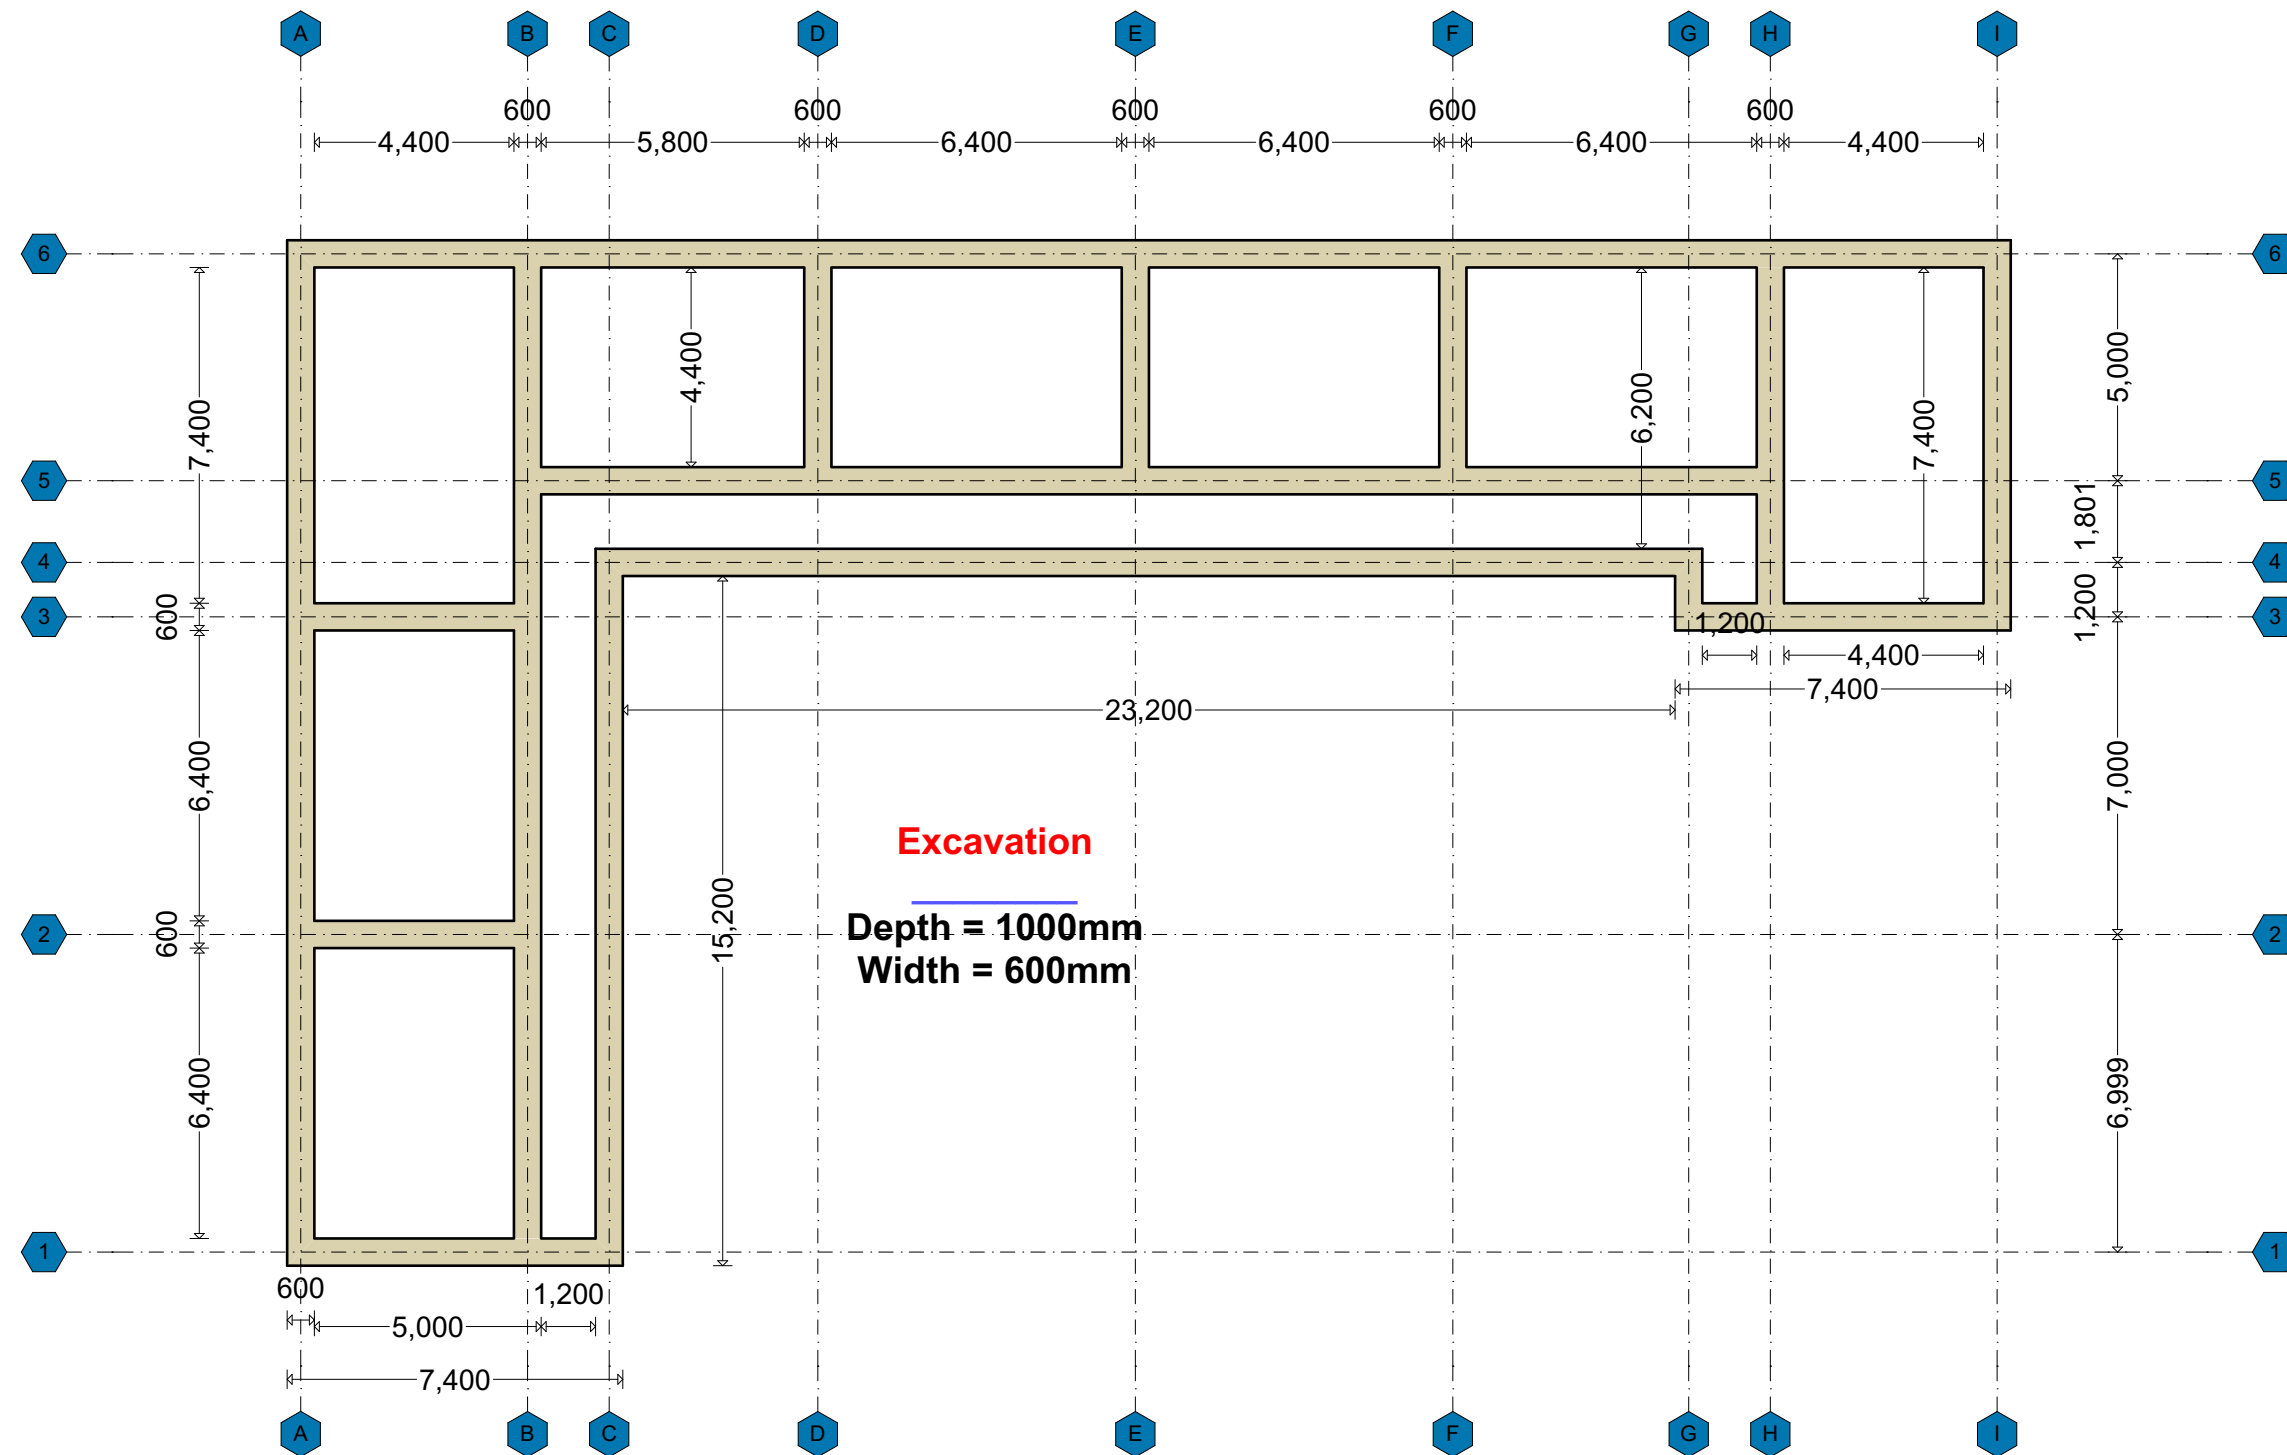 A B C D E F G H I
600 600 600 600 600
4,400 5,800 6,400 6,400 6,400 4,400
6 6
7,400 4,400 6,200 7,400 5,000
5 5
1,801
4 4
600 1,200
3 3
1,200
4,400
7,400
23,200
6,400 7,000
Excavation
15,200
Depth = 1000mm
600
2 2
Width = 600mm
6,400 6,999
1 1
600 1,200
5,000
7,400
A B C D E F G H I